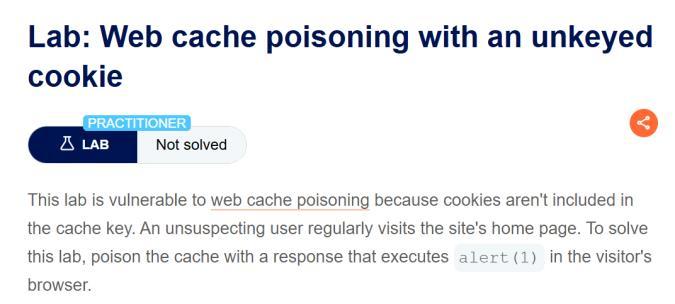 Lab: Web cache poisoning with an unkeyed
cookie
PRACTITIONER
LAB Not solved
This lab is vulnerable to web cache poisoning because cookies aren't included in
the cache key. An unsuspecting user regularly visits the site's home page. To solve
this lab, poison the cache with a response that executes alert(1) in the visitor's
browser.